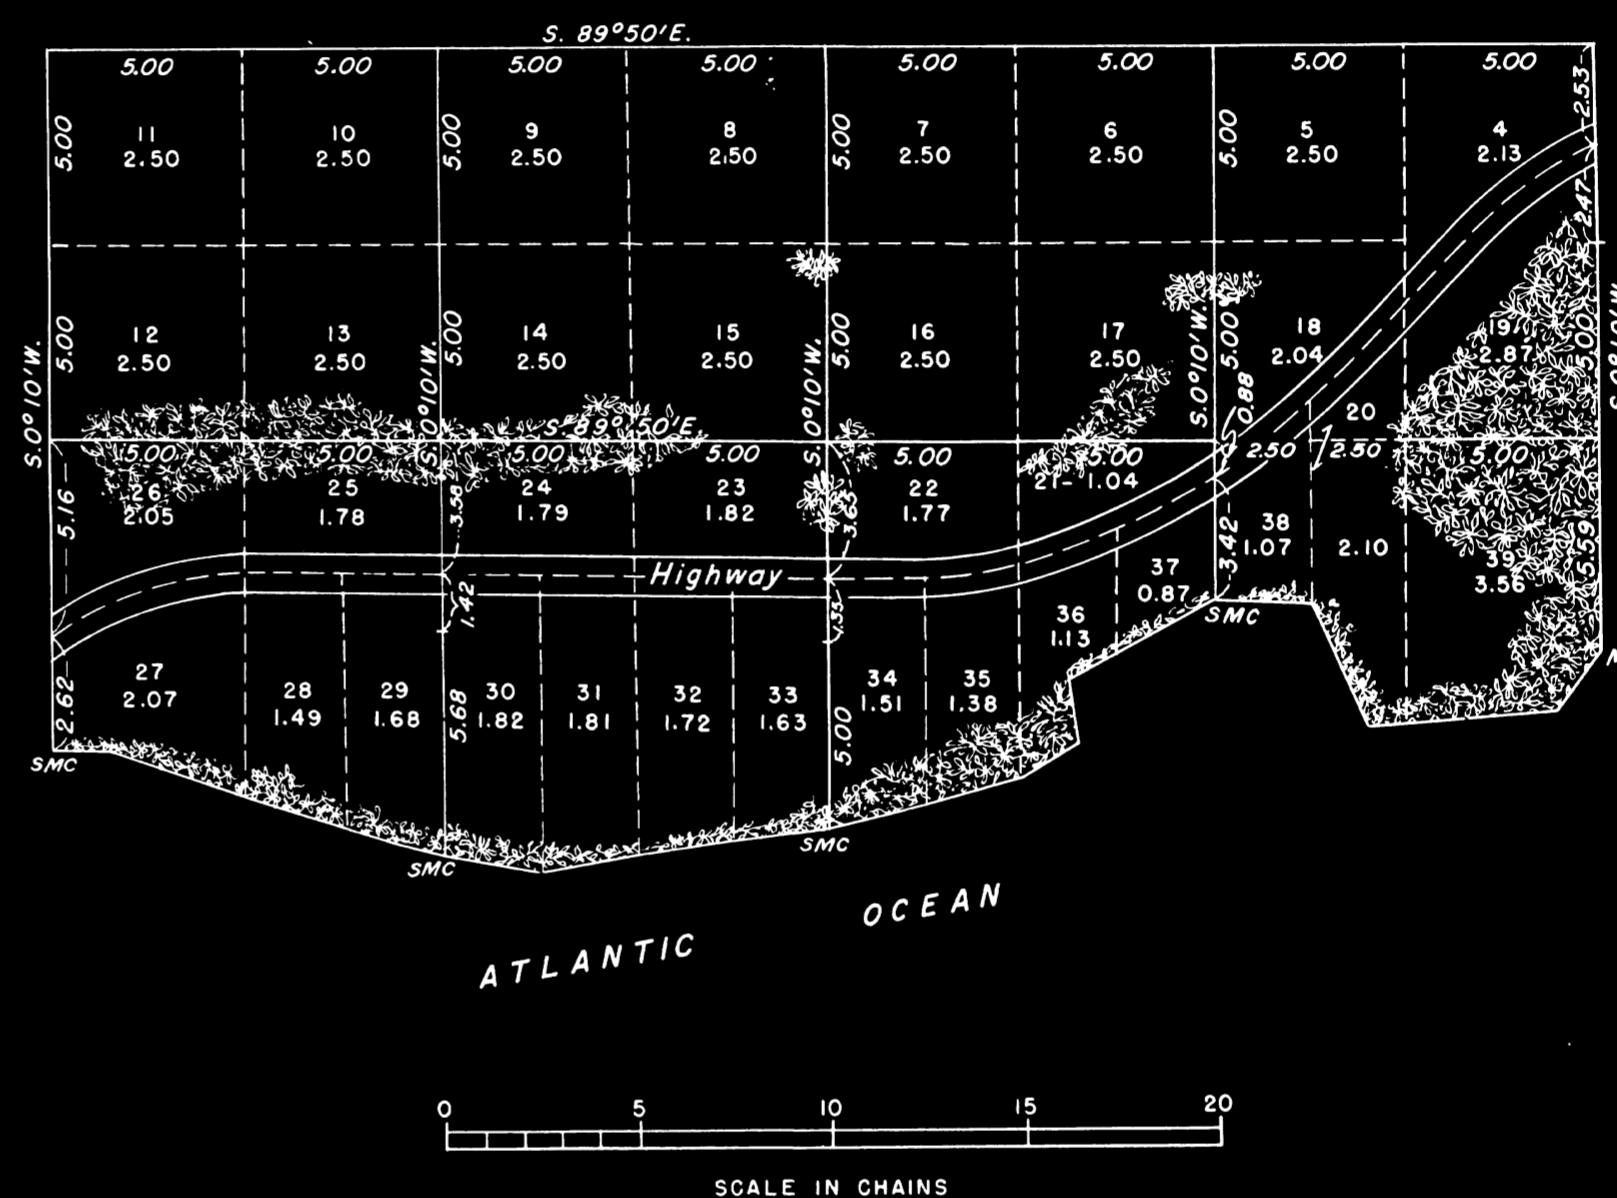 S. 89°50'E.
5.00 5.00 5.00 5.00 5.00 5.00 5.00 5.00
2.53
5.00 5.00 5.00 5.00
11 10 9 8 7 6 5 4
2.50 2.50 2.50 2.50 2.50 2.50 2.50 2.13
2.47
S.0°10'W. S.0°10'W. S.0°10'W. S.0°10'W.
5.00 5.00 5.00 5.00 5.00
12 13 14 15 16 17 18 19
2.50 2.50 2.50 2.50 2.50 2.50 2.04 2.87
0.88
20
S 89°50'E.
5.00 5.00 5.00 5.00 5.00 5.00 2.50 2.50 5.00
5.16 3.58 3.63 3.42 5.59
26 25 24 23 22 21- 1.04
2.05 1.78 1.79 1.82 1.77
38 39
1.07 2.10 3.56
Highway
37
0.87
1.42 1.35
36
1.13
SMC
27 28 29 30 31 32 33 34 35
2.07 1.49 1.68 1.82 1.81 1.72 1.63 1.51 1.38
2.62 5.68 5.00
SMC
SMC
SMC
ATLANTIC OCEAN
0 5 10 15 20
SCALE IN CHAINS